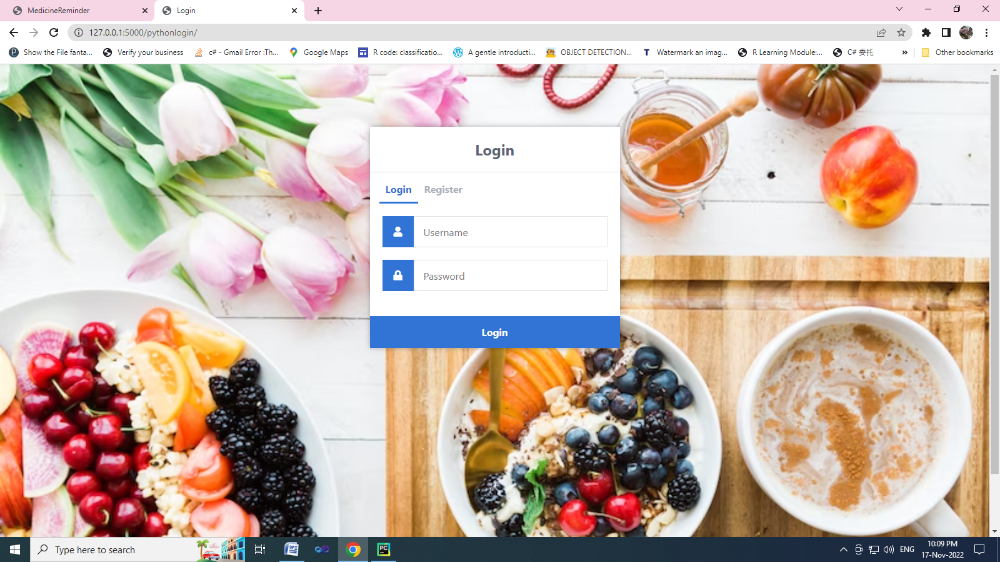 MedicineReminder
Login
127.0.0.1:5000/pythonlogin/
Show the File fanta...
Verify your business
c# - Gmail Error :Th...
Google Maps
R code: classificatio...
A gentle introducti...
OBJECT DETECTION...
T Watermark an imag...
R Learning Module:...
C# 委托
»
Other bookmarks
Login
Login Register
Username
Password
Login
Type here to search
PC
ENG
10:09 PM
17-Nov-2022